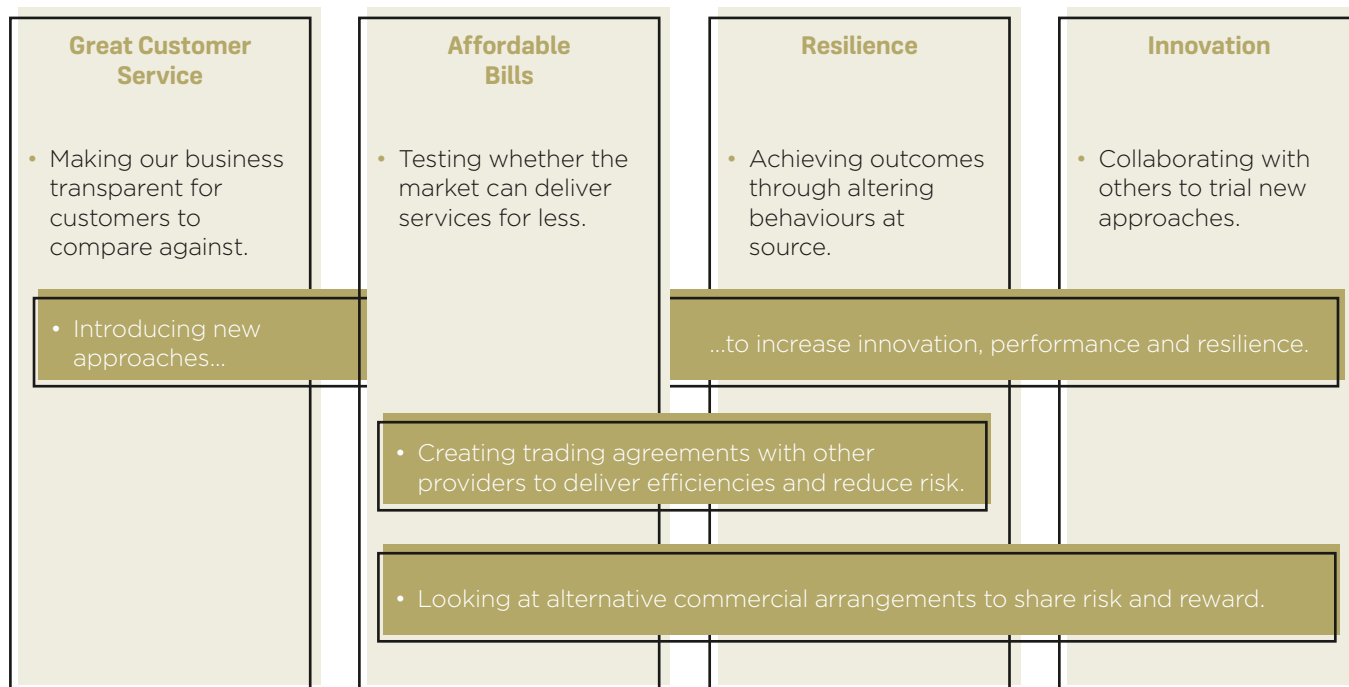 Great Customer
Service
• Making our business
transparent for
customers to
compare against.
Affordable
Bills
• Testing whether the
market can deliver
services for less.
Resilience
• Achieving outcomes
through altering
behaviours at
source.
Innovation
• Collaborating with
others to trial new
approaches.
• Introducing new
approaches...
...to increase innovation, performance and resilience.
• Creating trading agreements with other
providers to deliver efficiencies and reduce risk.
• Looking at alternative commercial arrangements to share risk and reward.